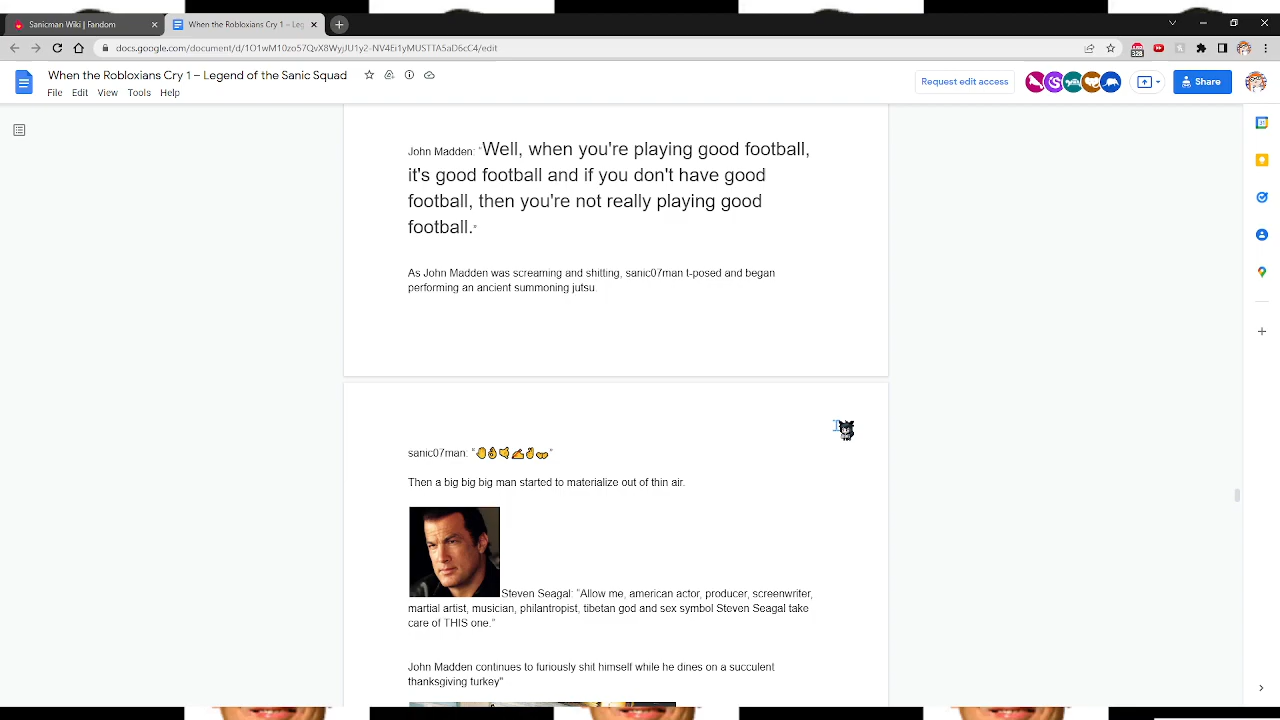 Sanicman Wiki | Fandom
When the Robloxians Cry 1 – Leg
docs.google.com/document/d/1O1wM10zo57QvX8WyjJU1y2-NV4Ei1yMUSTTA5aD6cC4/edit
When the Robloxians Cry 1 – Legend of the Sanic Squad
Request edit access
Share
File Edit View Tools Help
John Madden: "Well, when you're playing good football,
it's good football and if you don't have good
football, then you're not really playing good
football."
As John Madden was screaming and shitting, sanic07man t-posed and began
performing an ancient summoning jutsu.
sanic07man: "🤚👌🤙✍✌🤝"
Then a big big big man started to materialize out of thin air.
Steven Seagal: "Allow me, american actor, producer, screenwriter,
martial artist, musician, philantropist, tibetan god and sex symbol Steven Seagal take
care of THIS one."
John Madden continues to furiously shit himself while he dines on a succulent
thanksgiving turkey"